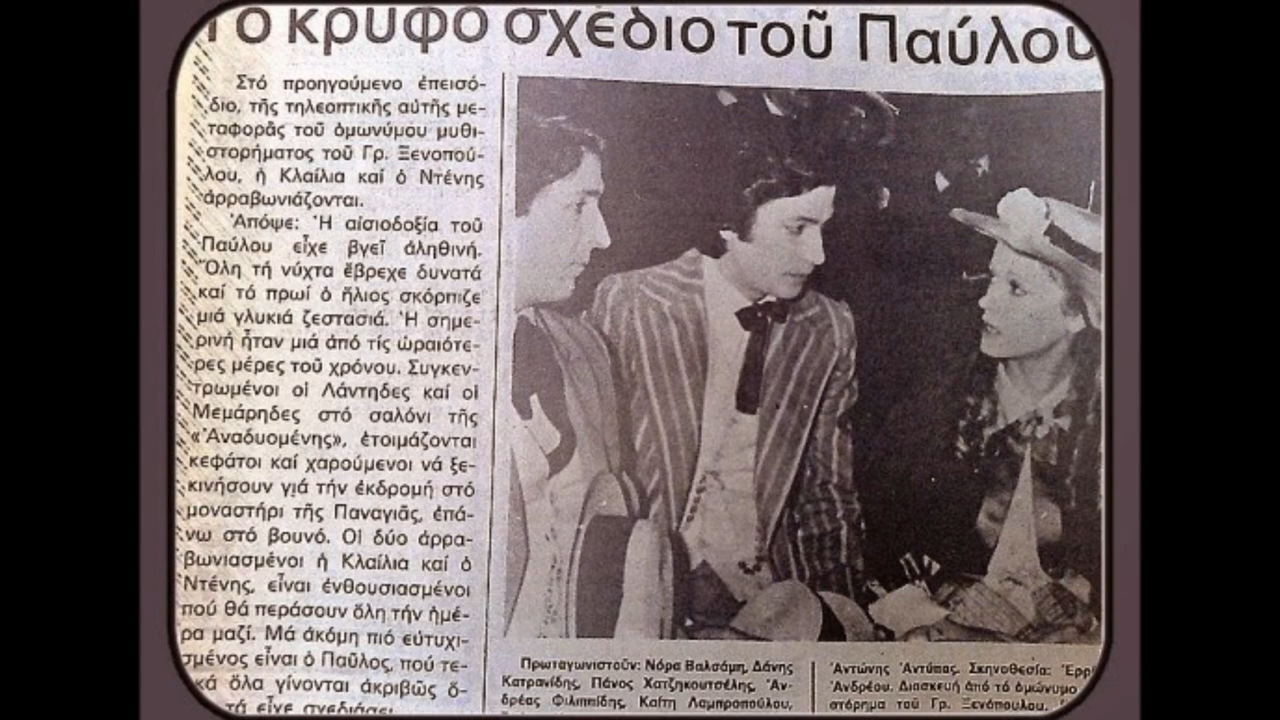 Το κρυφό σχέδιο τοῦ Παύλου
Στό προηγούμενο ἐπεισό-
διο, τῆς τηλεοπτικῆς αὐτῆς με-
ταφορᾶς τοῦ ὁμωνύμου μυθι-
στορήματος τοῦ Γρ. Ξενοπού-
λου, ἡ Κλαίλια καί ὁ Ντένης
ἀρραβωνιάζονται.
Ἀπόψε: Ἡ αἰσιοδοξία τοῦ
Παύλου εἶχε βγεῖ ἀληθινή.
Ὅλη τή νύχτα ἔβρεχε δυνατά
καί τό πρωί ὁ ἥλιος σκόρπιζε
μιά γλυκιά ζεστασιά. Ἡ σημε-
ρινή ἦταν μιά ἀπό τίς ὡραιότε-
ρες μέρες τοῦ χρόνου. Συγκεν-
τρωμένοι οἱ Λάντηδες καί οἱ
Μεμάρηδες στό σαλόνι τῆς
«Ἀναδυομένης», ἑτοιμάζονται
κεφάτοι καί χαρούμενοι νά ξε-
κινήσουν γιά τήν ἐκδρομή στό
μοναστήρι τῆς Παναγιᾶς, ἐπά-
νω στό βουνό. Οἱ δύο ἀρρα-
βωνιασμένοι ἡ Κλαίλια καί ὁ
Ντένης, εἶναι ἐνθουσιασμένοι
πού θά περάσουν ὅλη τήν ἡμέ-
ρα μαζί. Μά ἀκόμη πιό εὐτυχι-
σμένος εἶναι ὁ Παῦλος, πού τε-
κά ὅλα γίνονται ἀκριβῶς ὅ-
τά εἶχε σχεδιάσει
Πρωταγωνιστοῦν: Νόρα Βαλσάμη, Δάνης
Κατρανίδης, Πάνος Χατζηκουτσέλης, Ἀν-
δρέας Φιλιππίδης, Καίτη Λαμπροπούλου,
Ἀντώνης Ἀντύπας. Σκηνοθεσία: Ἑρρ
Ἀνδρέου. Διασκευή ἀπό τό ὁμώνυμο
στόρημα τοῦ Γρ. Ξενόπουλου.